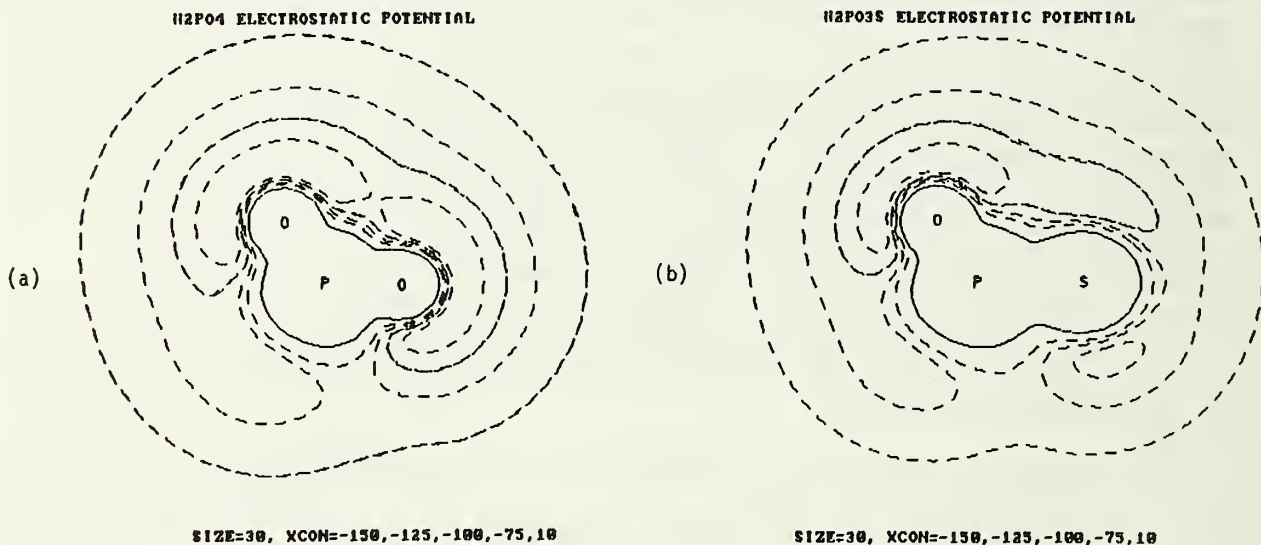 H2PO4 ELECTROSTATIC POTENTIAL
H2PO3S ELECTROSTATIC POTENTIAL
(a)
O
P
O
(b)
O
P
S
SIZE=30, XCON=-150,-125,-100,-75,10
SIZE=30, XCON=-150,-125,-100,-75,10